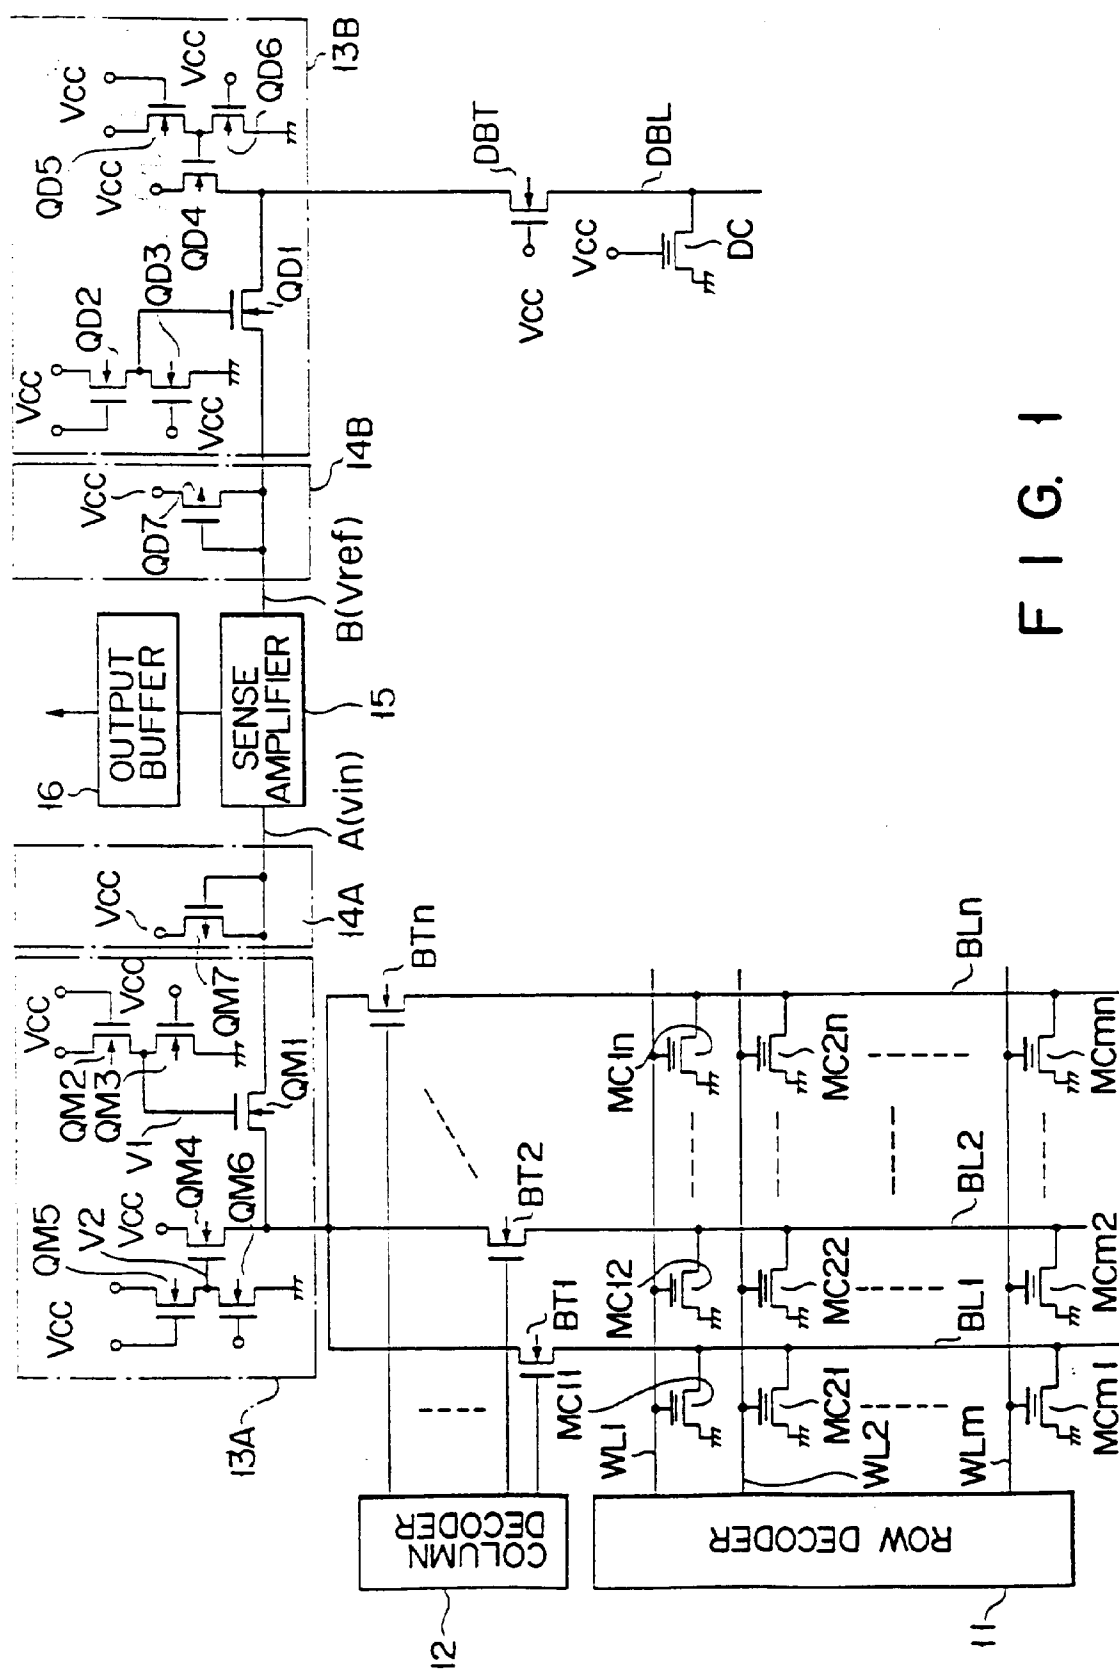 VCC
VCC
QM5
V2
VCC
QM4
QM6
V1
QM2
QM3
VCC
VCC
QM7
QM1
13A
VCC
14A
A(vin)
16
OUTPUT
BUFFER
SENSE
AMPLIFIER
15
B(Vref)
VCC
QD7
14B
VCC
QD2
VCC
QD3
QD1
VCC
QD4
QD5
VCC
VCC
QD6
13B
DBT
VCC
DBL
VCC
DC
12
COLUMN
DECODER
BT1
BT2
BTn
11
ROW DECODER
WL1
WL2
WLm
MC11
MC12
MC1n
MC21
MC22
MC2n
BL1
BL2
BLn
MCm1
MCm2
MCmn
FIG. 1